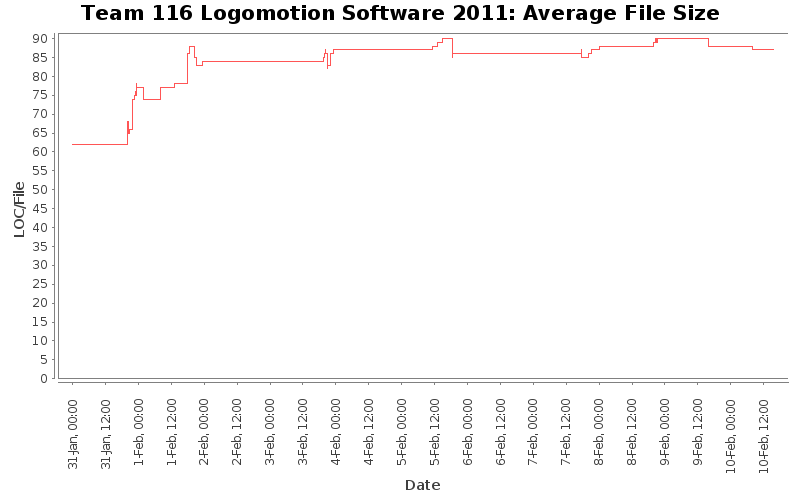 Team 116 Logomotion Software 2011: Average File Size
90
85
80
75
70
65
60
55
50
45
40
35
30
25
20
15
10
5
0
LOC/File
31-Jan, 00:00
31-Jan, 12:00
1-Feb, 00:00
1-Feb, 12:00
2-Feb, 00:00
2-Feb, 12:00
3-Feb, 00:00
3-Feb, 12:00
4-Feb, 00:00
4-Feb, 12:00
5-Feb, 00:00
5-Feb, 12:00
6-Feb, 00:00
6-Feb, 12:00
7-Feb, 00:00
7-Feb, 12:00
8-Feb, 00:00
8-Feb, 12:00
9-Feb, 00:00
9-Feb, 12:00
10-Feb, 00:00
10-Feb, 12:00
Date